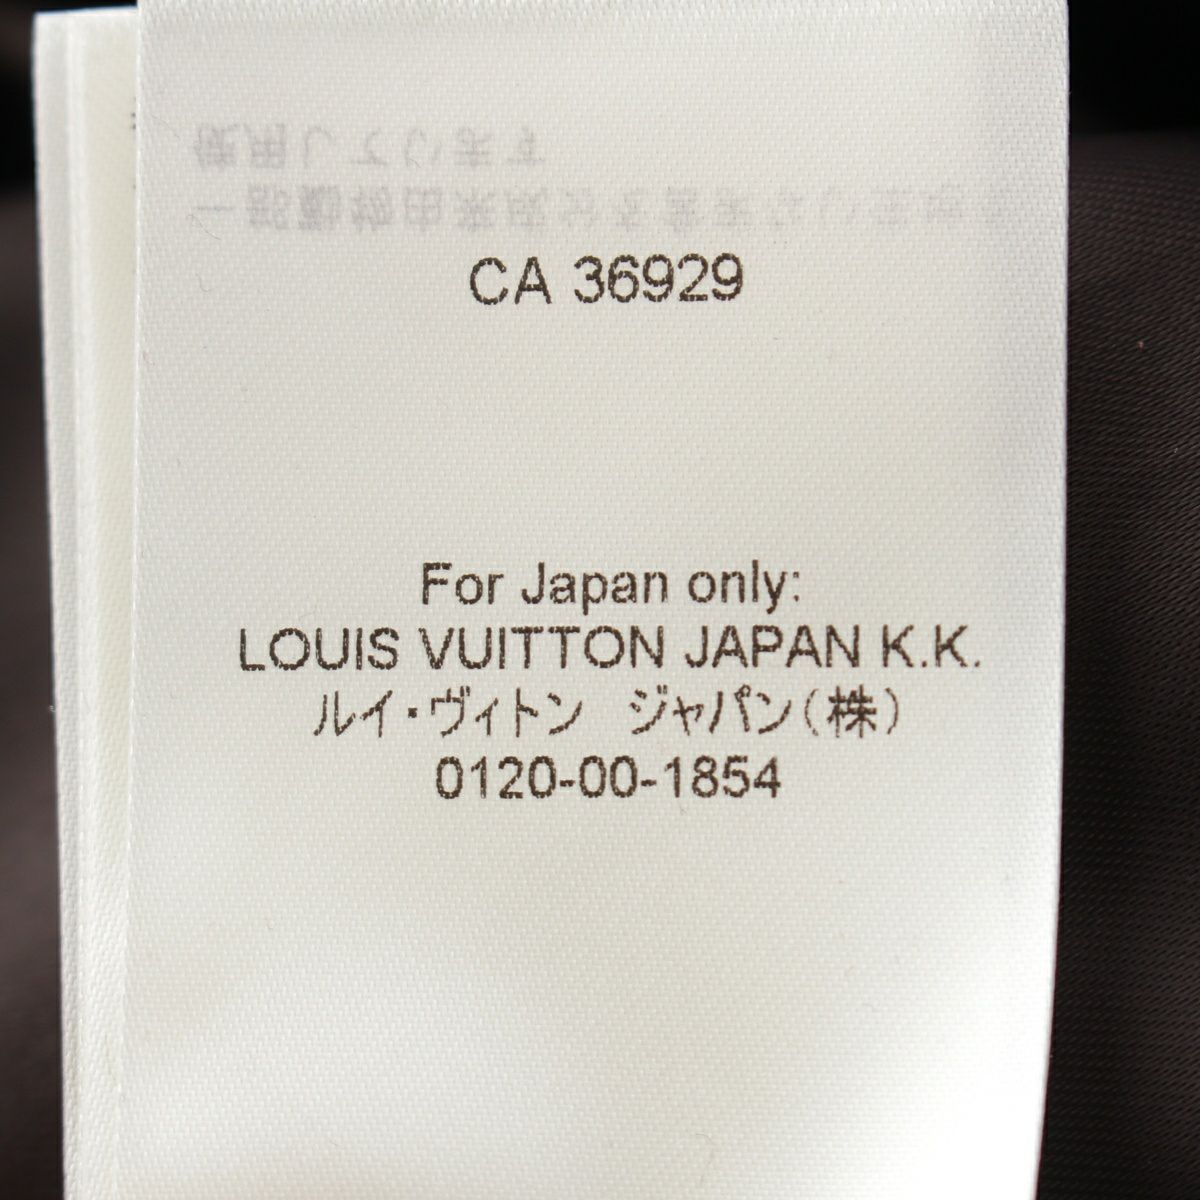 CA 36929
For Japan only:
LOUIS VUITTON JAPAN K.K.
ルイ・ヴィトン ジャパン(株)
0120-00-1854